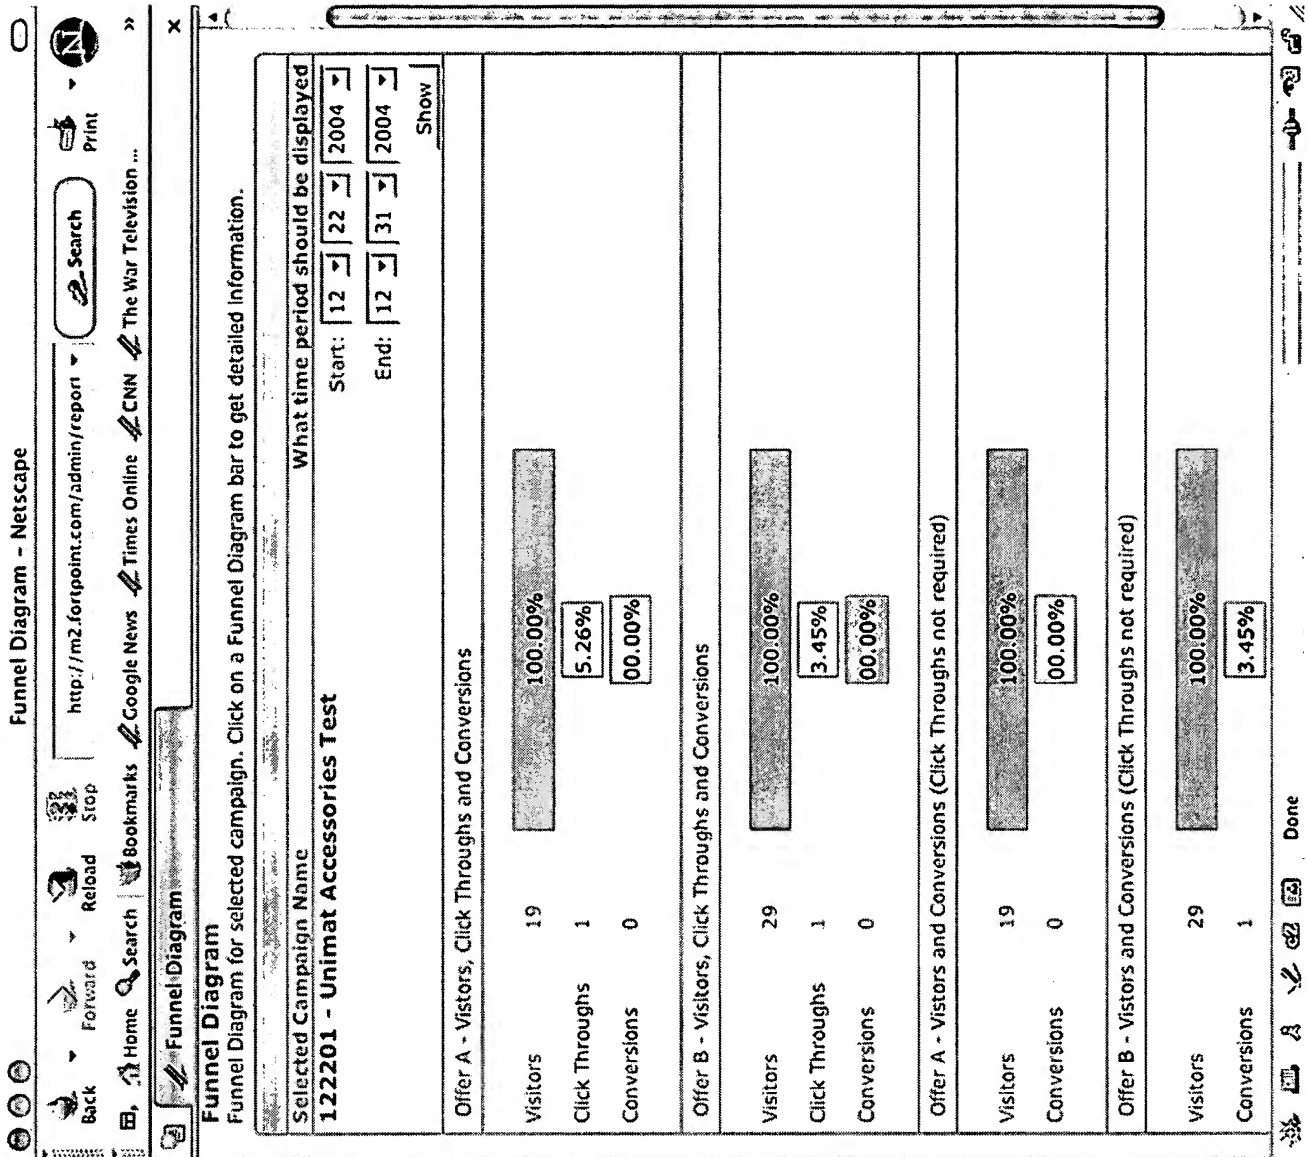 Funnel Diagram – Netscape
Back Forward Reload Stop http://m2.fortpoint.com/admin/report Search Print N
Home Search Bookmarks Google News Times Online CNN The War Television ... »
Funnel Diagram
Funnel Diagram
Funnel Diagram for selected campaign. Click on a Funnel Diagram bar to get detailed information.
Selected Campaign Name What time period should be displayed
122201 - Unimat Accessories Test Start: 12 22 2004
End: 12 31 2004
Show
Offer A - Vistors, Click Throughs and Conversions
Visitors 19 100.00%
Click Throughs 1 5.26%
Conversions 0 00.00%
Offer B - Visitors, Click Throughs and Conversions
Visitors 29 100.00%
Click Throughs 1 3.45%
Conversions 0 00.00%
Offer A - Vistors and Conversions (Click Throughs not required)
Visitors 19 100.00%
Conversions 0 00.00%
Offer B - Vistors and Conversions (Click Throughs not required)
Visitors 29 100.00%
Conversions 1 3.45%
Done